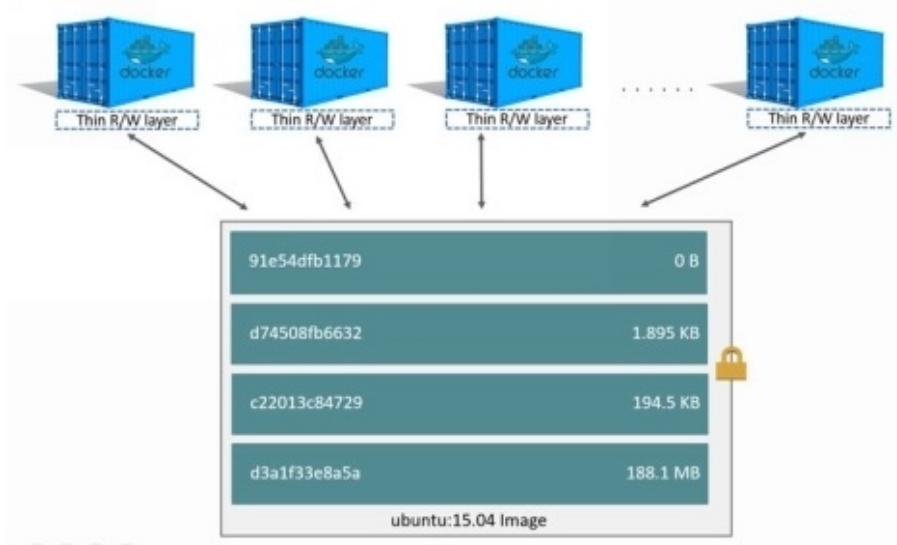 docker docker docker docker
Thin R/W layer Thin R/W layer Thin R/W layer . . . . . . Thin R/W layer
91e54dfb1179 0 B
d74508fb6632 1.895 KB
c22013c84729 194.5 KB
d3a1f33e8a5a 188.1 MB
ubuntu:15.04 Image